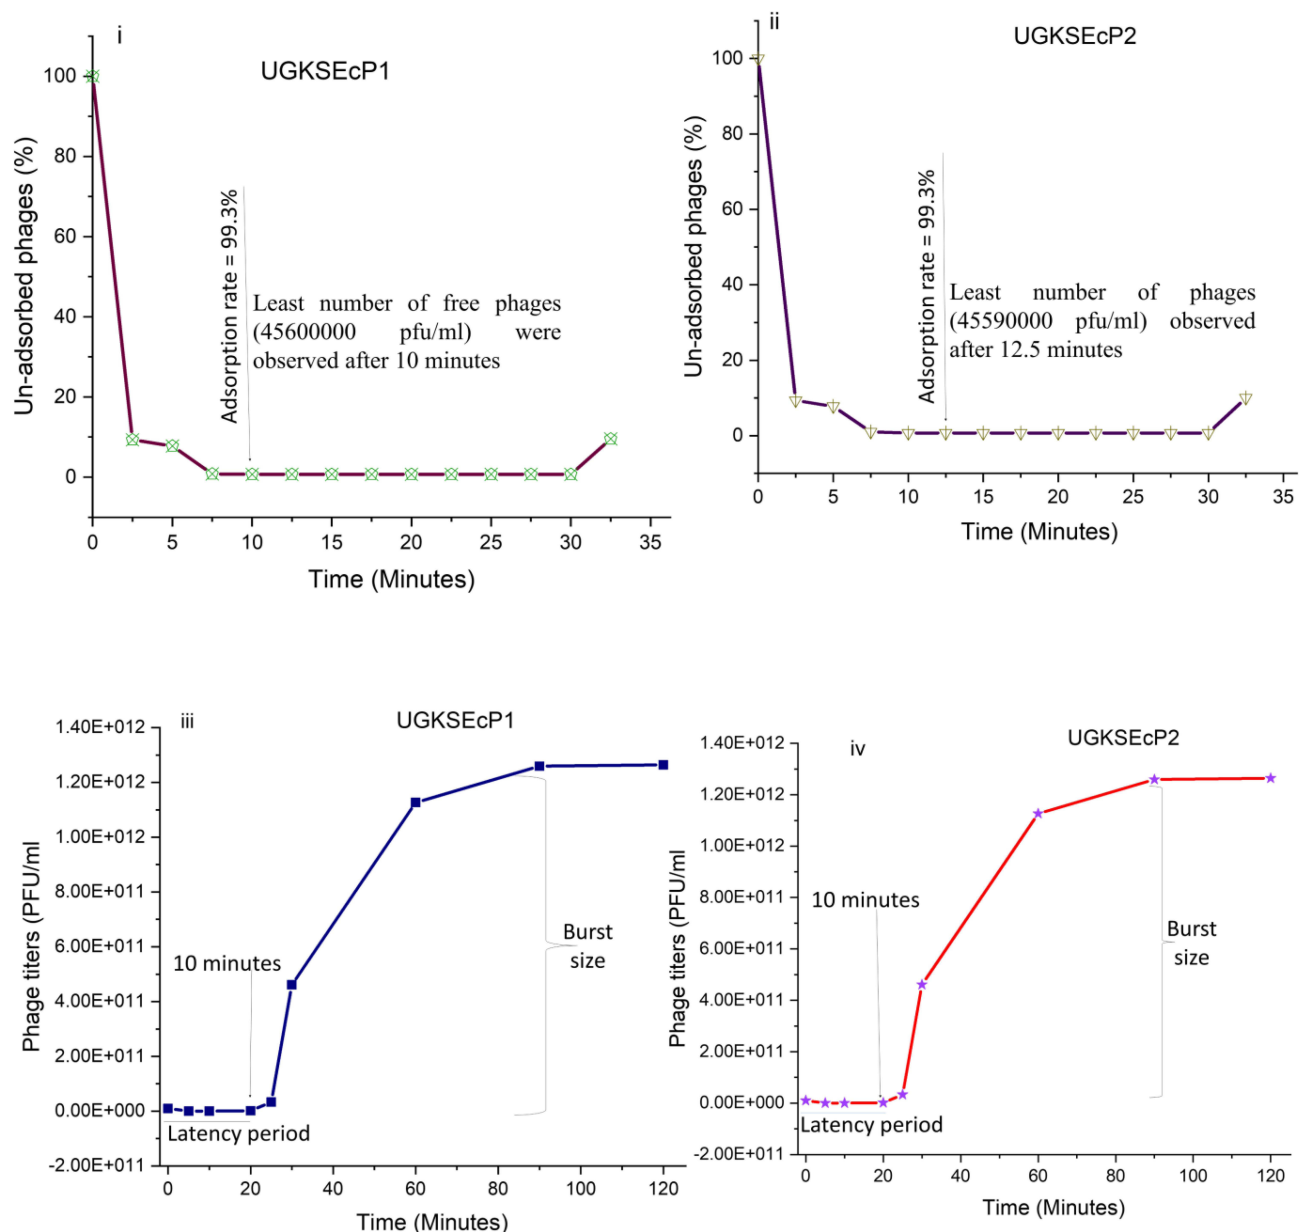 i
UGKSEcP1
Un-adsorbed phages (%)
100
80
60
40
20
0
Adsorption rate = 99.3%
Least number of free phages
(45600000 pfu/ml) were
observed after 10 minutes
0 5 10 15 20 25 30 35
Time (Minutes)
ii
UGKSEcP2
Un-adsorbed phages (%)
100
80
60
40
20
0
Adsorption rate = 99.3%
Least number of phages
(45590000 pfu/ml) observed
after 12.5 minutes
0 5 10 15 20 25 30 35
Time (Minutes)
iii
UGKSEcP1
Phage titers (PFU/ml)
1.40E+012
1.20E+012
1.00E+012
8.00E+011
6.00E+011
4.00E+011
2.00E+011
0.00E+000
-2.00E+011
10 minutes
Burst
size
Latency period
0 20 40 60 80 100 120
Time (Minutes)
iv
UGKSEcP2
Phage titers (PFU/ml)
1.40E+012
1.20E+012
1.00E+012
8.00E+011
6.00E+011
4.00E+011
2.00E+011
0.00E+000
-2.00E+011
10 minutes
Burst
size
Latency period
0 20 40 60 80 100 120
Time (Minutes)